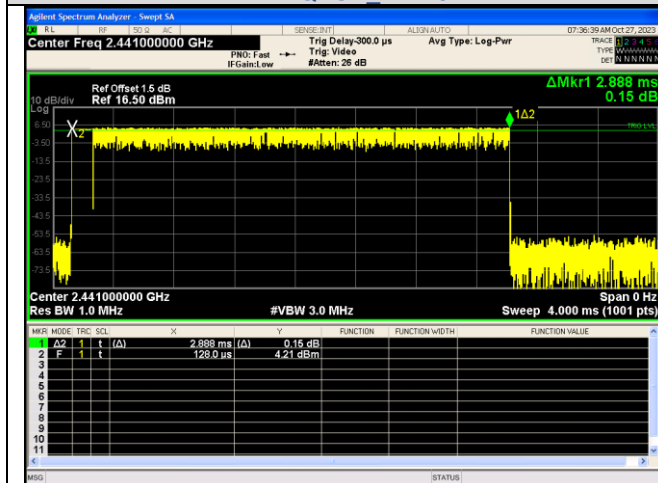 Agilent Spectrum Analyzer - Swept SA
RL RF 50 Ω AC SENSE:INT ALIGN AUTO 07:36:39 AM Oct 27, 2023
Center Freq 2.441000000 GHz
PNO: Fast
IFGain:Low
Trig Delay-300.0 µs
Trig: Video
#Atten: 26 dB
Avg Type: Log-Pwr
TRACE 1 2 3 4 5 6
TYPE
DET N N N N N N
ΔMkr1 2.888 ms
0.15 dB
Ref Offset 1.5 dB
10 dB/div Ref 16.50 dBm
Log
6.50
-3.50
-13.5
-23.5
-33.5
-43.5
-53.5
-63.5
-73.5
X2
1Δ2
TRIG LVL
Center 2.441000000 GHz Span 0 Hz
Res BW 1.0 MHz #VBW 3.0 MHz Sweep 4.000 ms (1001 pts)
MKR MODE TRC SCL X Y FUNCTION FUNCTION WIDTH FUNCTION VALUE
1 Δ2 1 t (Δ) 2.888 ms (Δ) 0.15 dB
2 F 1 t 128.0 us 4.21 dBm
3
4
5
6
7
8
9
10
11
MSG STATUS